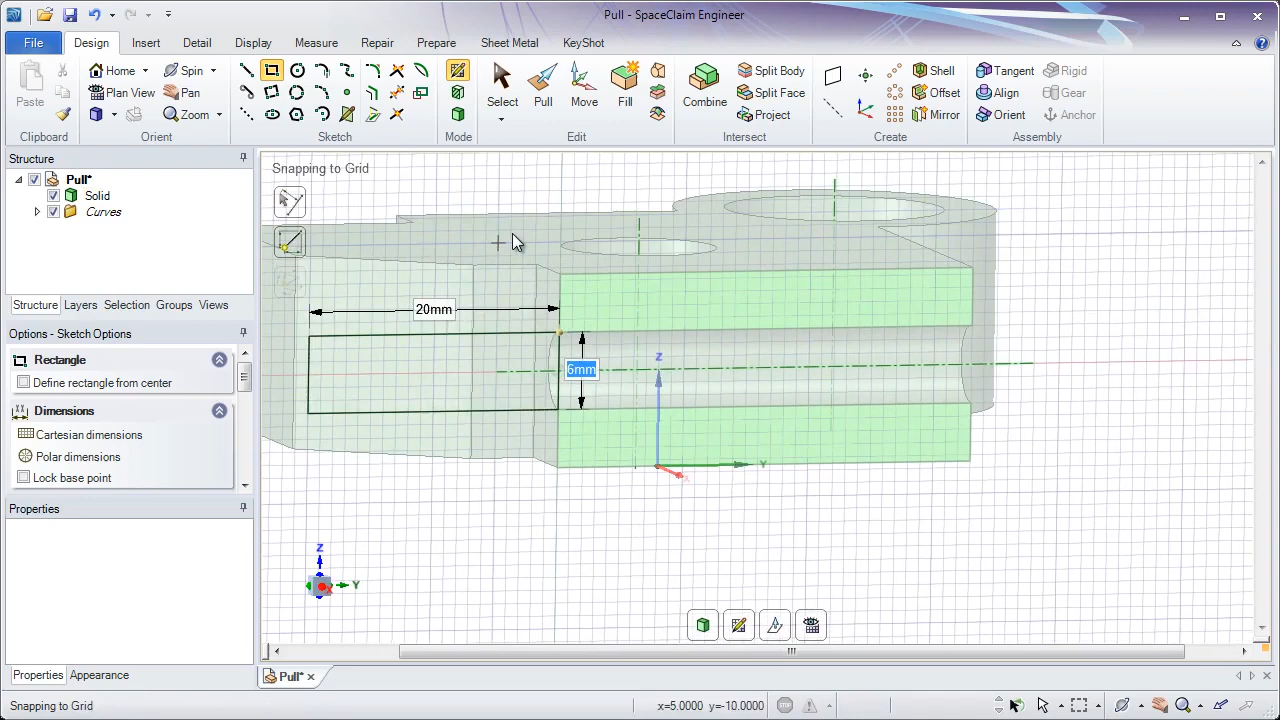 Pull - SpaceClaim Engineer
File Design Insert Detail Display Measure Repair Prepare Sheet Metal KeyShot
Paste
Clipboard
Home
Plan View
Spin
Pan
Zoom
Orient
Sketch
Mode
Select
Pull
Move
Fill
Edit
Combine
Split Body
Split Face
Project
Intersect
Shell
Offset
Mirror
Create
Tangent
Align
Orient
Rigid
Gear
Anchor
Assembly
Structure
Pull*
Solid
Curves
Structure Layers Selection Groups Views
Options - Sketch Options
Rectangle
Define rectangle from center
Dimensions
Cartesian dimensions
Polar dimensions
Lock base point
Properties
Properties Appearance
Snapping to Grid
20mm
6mm
Z
Y
X
Z
Y
X
Pull*
Snapping to Grid
x=5.0000 y=-10.0000